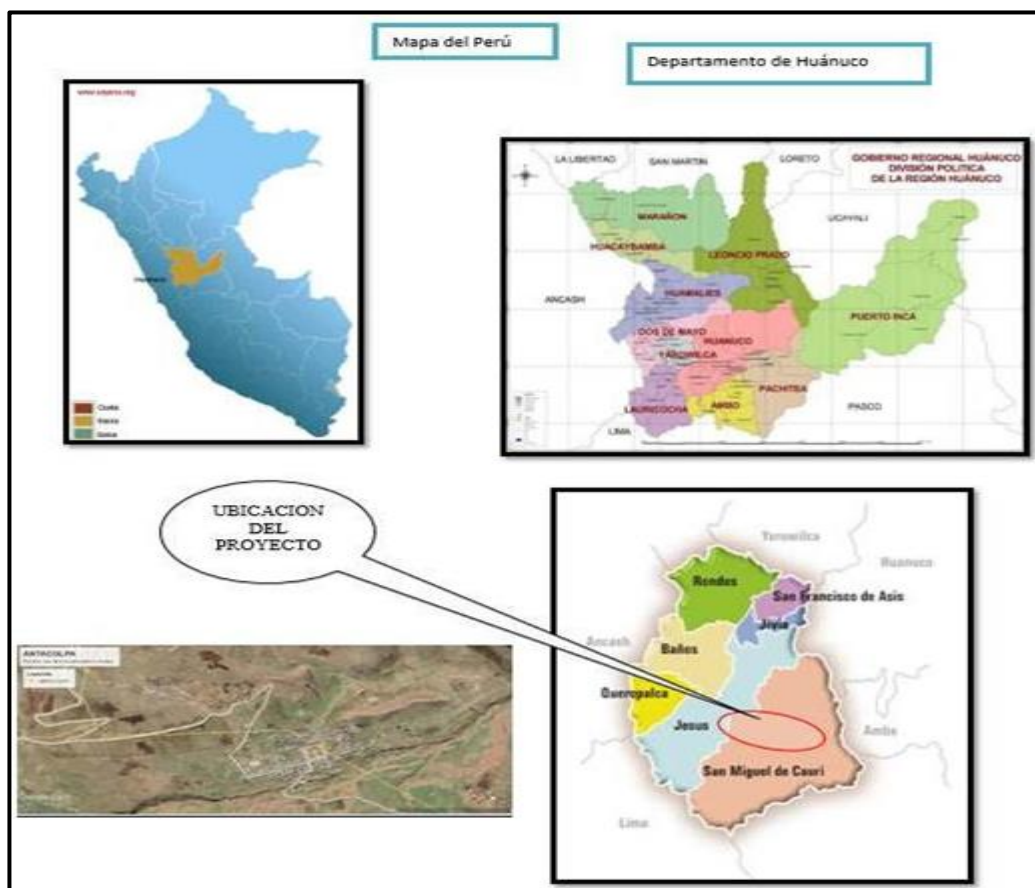 Mapa del Perú
Departamento de Huánuco
LA LIBERTAD
SAN MARTIN
LORETO
GOBIERNO REGIONAL HUÁNUCO
DIVISIÓN POLITICA
DE LA REGIÓN HUÁNUCO
MARAÑON
UCAYALI
HUACAYBAMBA
LEONCIO PRADO
HUAMALIES
ANCASH
PUERTO INCA
DOS DE MAYO
HUANUCO
YAROWILCA
PACHITEA
LAURICOCHA
AMBO
PASCO
LIMA
Costa
Sierra
Selva
UBICACION
DEL
PROYECTO
Yarowilca
Huanuco
Rondos
San Francisco de Asis
Jivia
Ancash
Baños
Queropalca
Jesus
Ambo
San Miguel de Cauri
Lima
ANTACOLPA